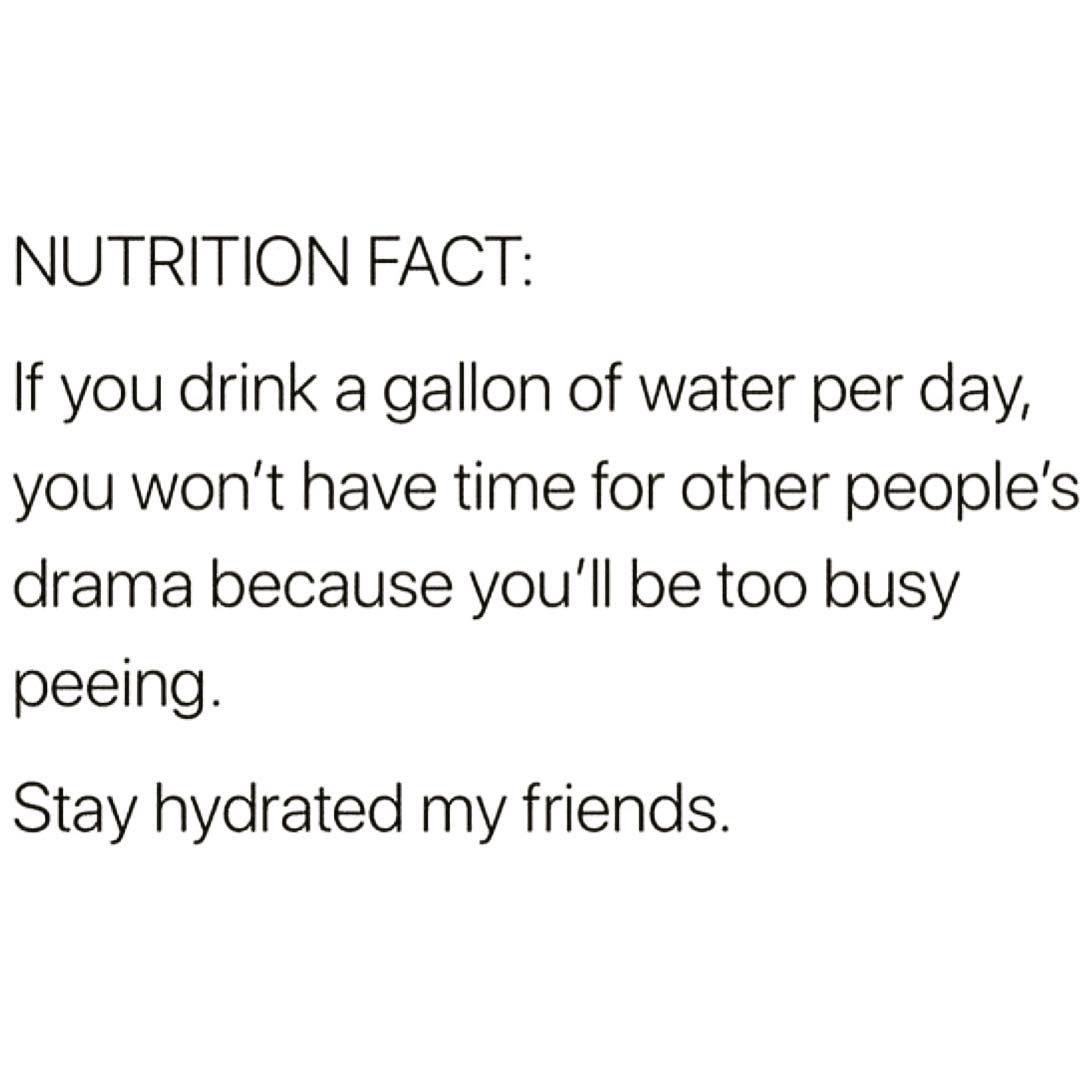 NUTRITION FACT:
If you drink a gallon of water per day,
you won't have time for other people's
drama because you'll be too busy
peeing.
Stay hydrated my friends.